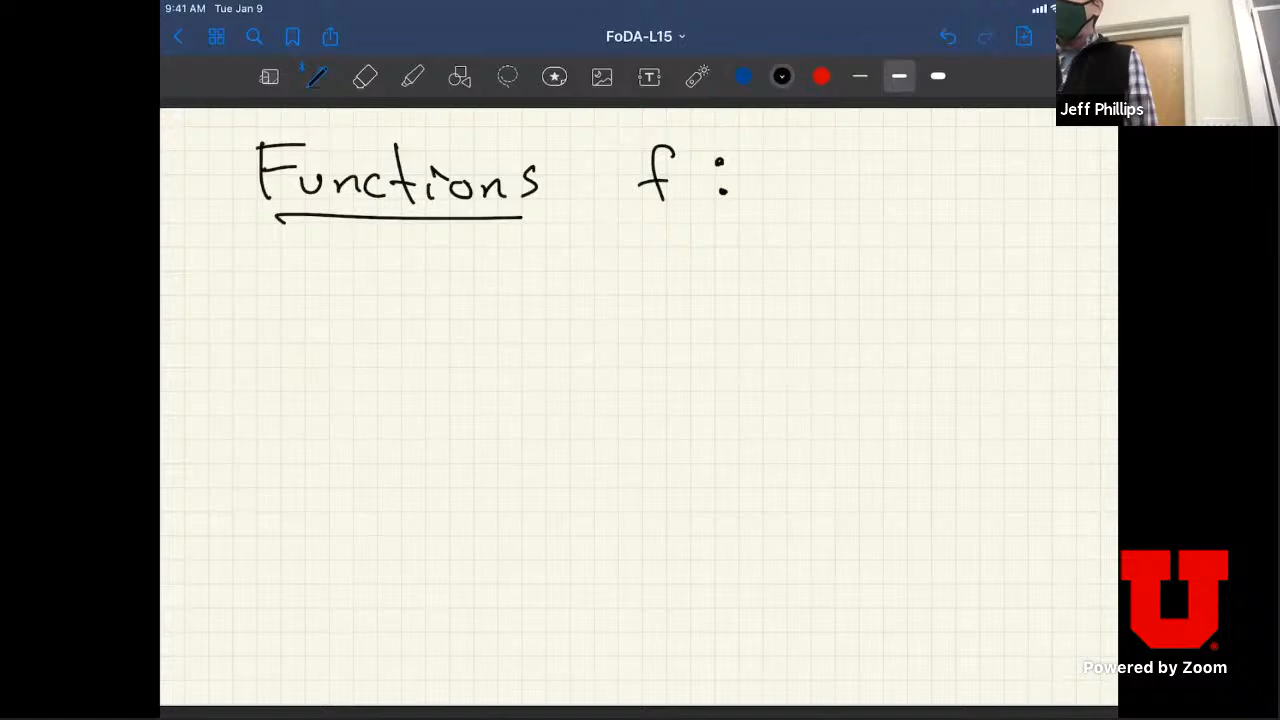 9:41 AM Tue Jan 9
FoDA-L15
Jeff Phillips
Functions f :
U
Powered by Zoom